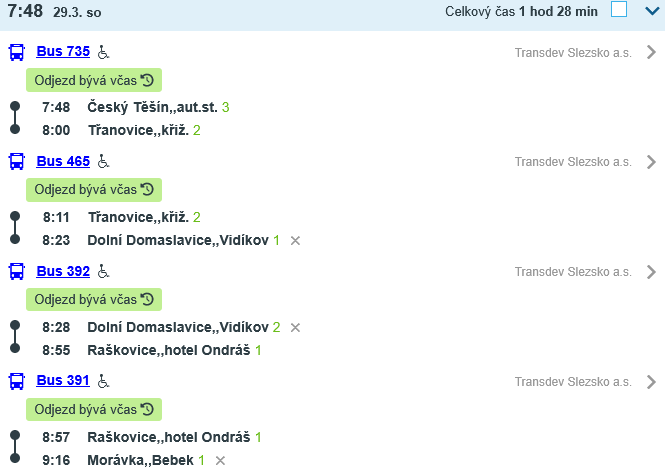 7:48 29.3. so Celkový čas 1 hod 28 min
Bus 735 Transdev Slezsko a.s.
Odjezd bývá včas
7:48 Český Těšín,,aut.st. 3
8:00 Třanovice,,křiž. 2
Bus 465 Transdev Slezsko a.s.
Odjezd bývá včas
8:11 Třanovice,,křiž. 2
8:23 Dolní Domaslavice,,Vidíkov 1
Bus 392 Transdev Slezsko a.s.
Odjezd bývá včas
8:28 Dolní Domaslavice,,Vidíkov 2
8:55 Raškovice,,hotel Ondráš 1
Bus 391 Transdev Slezsko a.s.
Odjezd bývá včas
8:57 Raškovice,,hotel Ondráš 1
9:16 Morávka,,Bebek 1